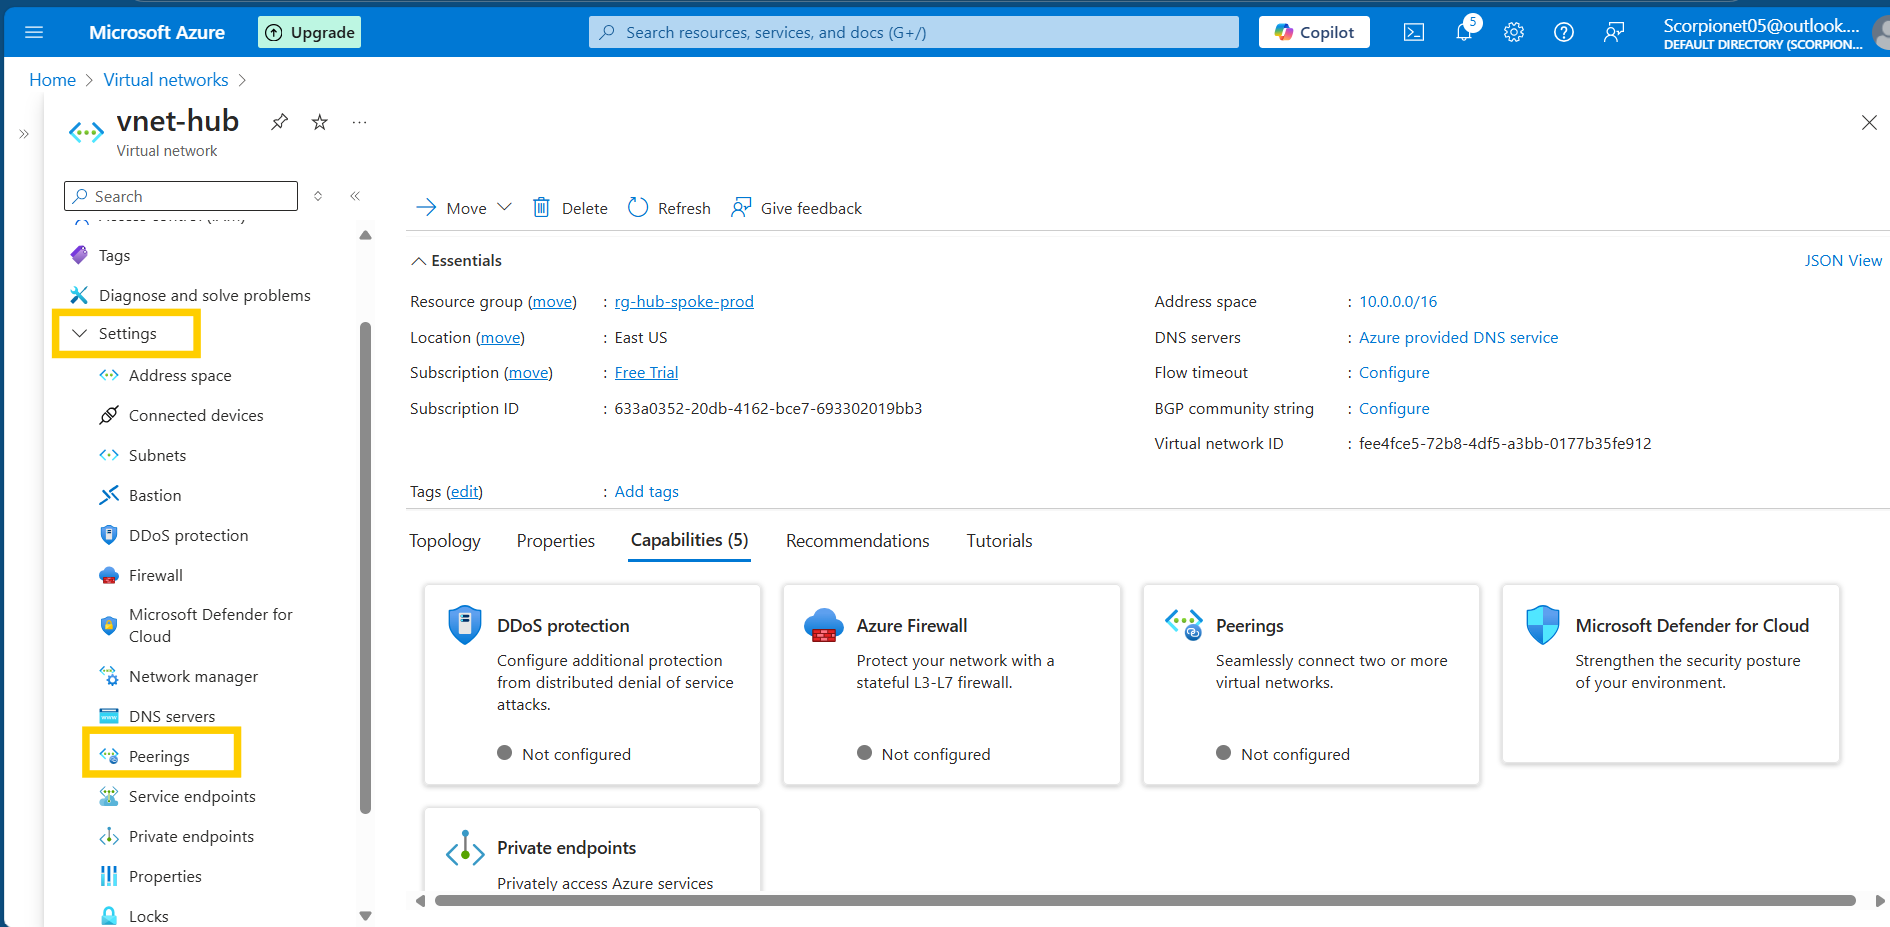 Microsoft Azure
Upgrade
Search resources, services, and docs (G+/)
Copilot
5
Scorpionet05@outlook....
DEFAULT DIRECTORY (SCORPION...
Home > Virtual networks >
vnet-hub
Virtual network
Search
Access control (IAM)
Tags
Diagnose and solve problems
Settings
Address space
Connected devices
Subnets
Bastion
DDoS protection
Firewall
Microsoft Defender for
Cloud
Network manager
DNS servers
Peerings
Service endpoints
Private endpoints
Properties
Locks
Move
Delete
Refresh
Give feedback
Essentials
JSON View
Resource group (move) : rg-hub-spoke-prod
Location (move) : East US
Subscription (move) : Free Trial
Subscription ID : 633a0352-20db-4162-bce7-693302019bb3
Address space : 10.0.0.0/16
DNS servers : Azure provided DNS service
Flow timeout : Configure
BGP community string : Configure
Virtual network ID : fee4fce5-72b8-4df5-a3bb-0177b35fe912
Tags (edit) : Add tags
Topology
Properties
Capabilities (5)
Recommendations
Tutorials
DDoS protection
Configure additional protection
from distributed denial of service
attacks.
Not configured
Azure Firewall
Protect your network with a
stateful L3-L7 firewall.
Not configured
Peerings
Seamlessly connect two or more
virtual networks.
Not configured
Microsoft Defender for Cloud
Strengthen the security posture
of your environment.
Private endpoints
Privately access Azure services